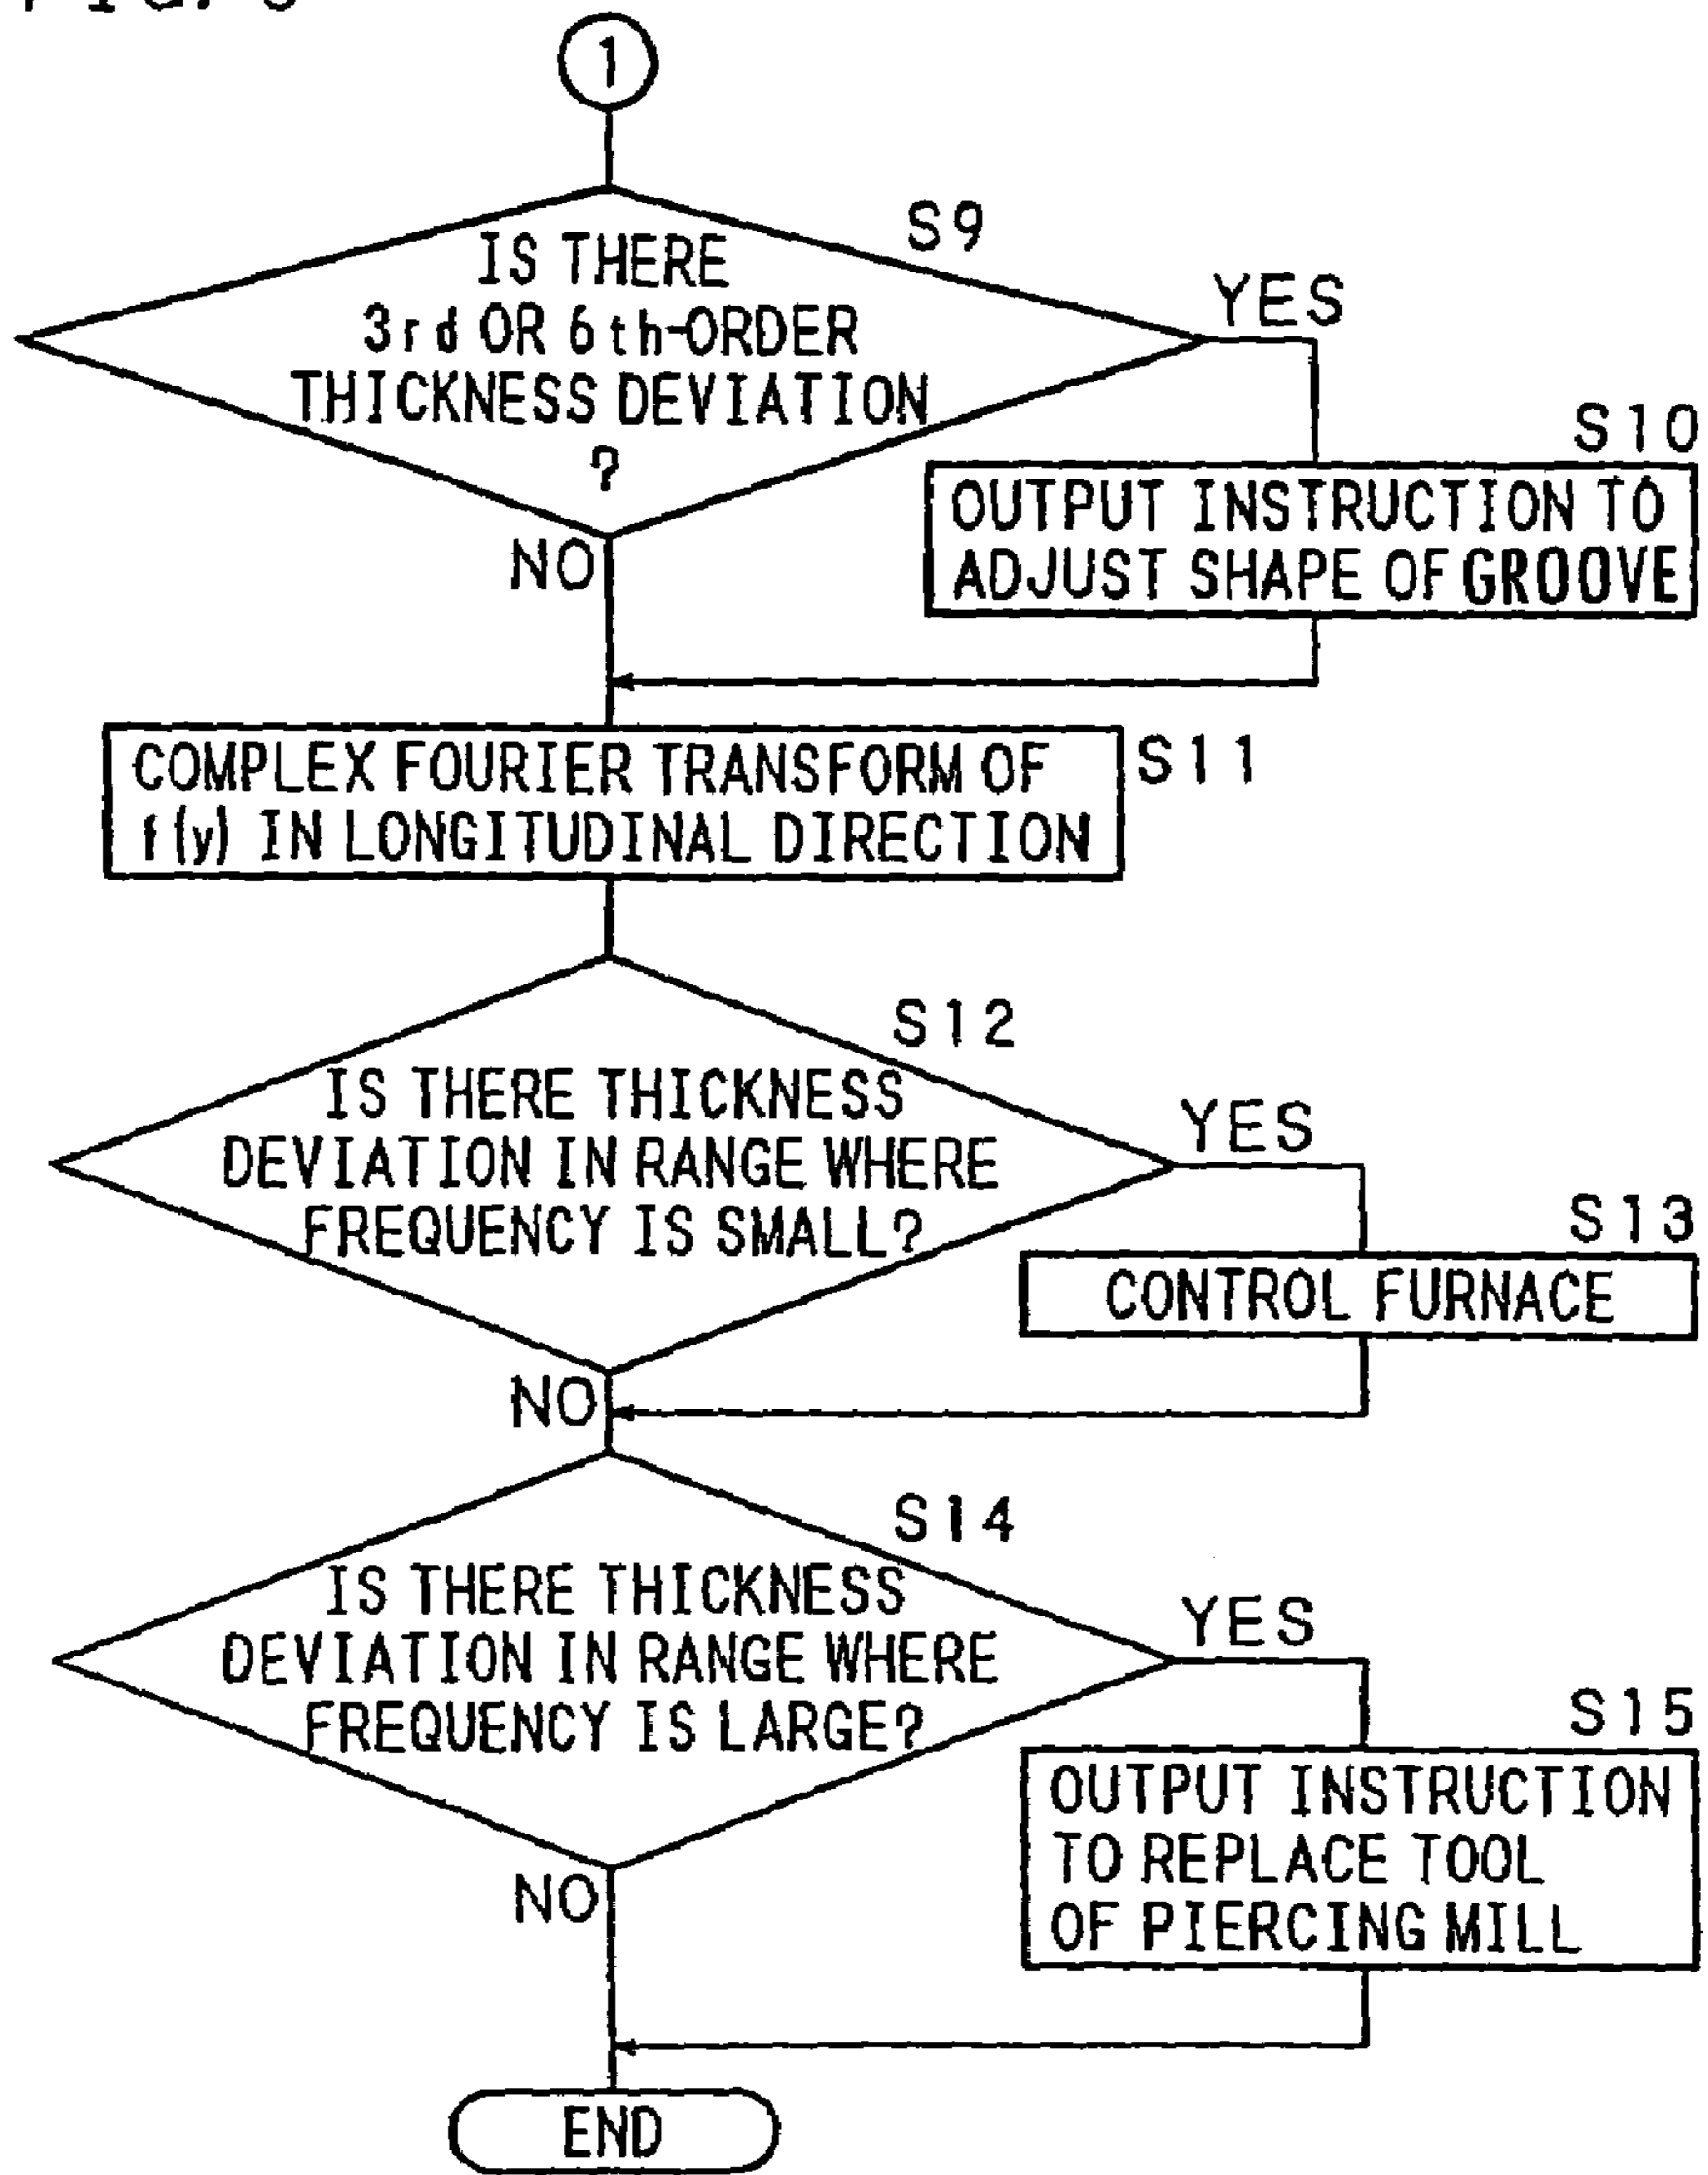 1
S9
IS THERE
3rd OR 6th-ORDER
THICKNESS DEVIATION
?
YES
NO
S10
OUTPUT INSTRUCTION TO
ADJUST SHAPE OF GROOVE
COMPLEX FOURIER TRANSFORM OF
f(y) IN LONGITUDINAL DIRECTION
S11
S12
IS THERE THICKNESS
DEVIATION IN RANGE WHERE
FREQUENCY IS SMALL?
YES
NO
S13
CONTROL FURNACE
S14
IS THERE THICKNESS
DEVIATION IN RANGE WHERE
FREQUENCY IS LARGE?
YES
NO
S15
OUTPUT INSTRUCTION
TO REPLACE TOOL
OF PIERCING MILL
END